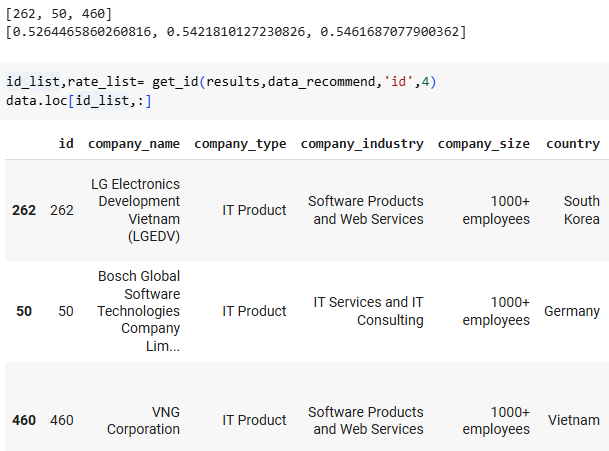 [262, 50, 460]
[0.5264465860260816, 0.5421810127230826, 0.5461687077900362]
id_list,rate_list= get_id(results,data_recommend,'id',4)
data.loc[id_list,:]
id company_name company_type company_industry company_size country
262 262 LG Electronics Development Vietnam (LGEDV) IT Product Software Products and Web Services 1000+ employees South Korea
50 50 Bosch Global Software Technologies Company Lim... IT Product IT Services and IT Consulting 1000+ employees Germany
460 460 VNG Corporation IT Product Software Products and Web Services 1000+ employees Vietnam